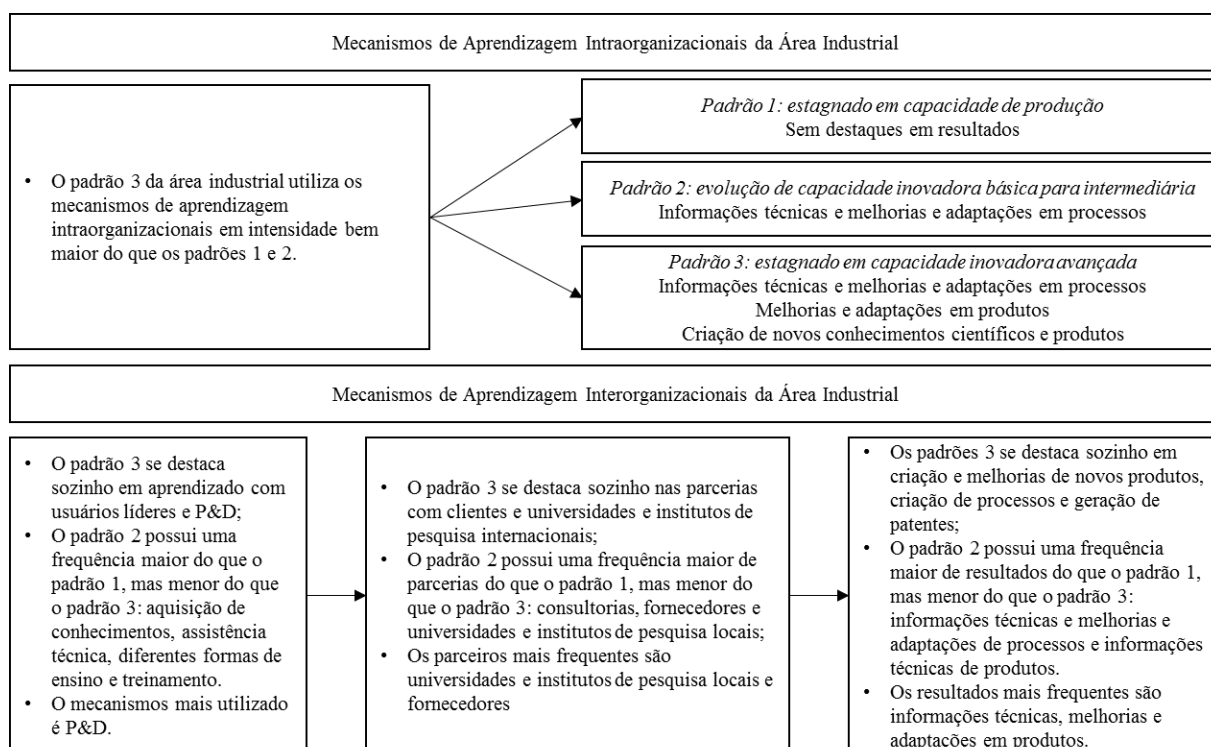 Mecanismos de Aprendizagem Intraorganizacionais da Área Industrial
• O padrão 3 da área industrial utiliza os
mecanismos de aprendizagem
intraorganizacionais em intensidade bem
maior do que os padrões 1 e 2.
Padrão 1: estagnado em capacidade de produção
Sem destaques em resultados
Padrão 2: evolução de capacidade inovadora básica para intermediária
Informações técnicas e melhorias e adaptações em processos
Padrão 3: estagnado em capacidade inovadora avançada
Informações técnicas e melhorias e adaptações em processos
Melhorias e adaptações em produtos
Criação de novos conhecimentos científicos e produtos
Mecanismos de Aprendizagem Interorganizacionais da Área Industrial
• O padrão 3 se destaca
sozinho em aprendizado com
usuários líderes e P&D;
• O padrão 2 possui uma
frequência maior do que o
padrão 1, mas menor do que
o padrão 3: aquisição de
conhecimentos, assistência
técnica, diferentes formas de
ensino e treinamento.
• O mecanismos mais utilizado
é P&D.
• O padrão 3 se destaca sozinho nas parcerias
com clientes e universidades e institutos de
pesquisa internacionais;
• O padrão 2 possui uma frequência maior de
parcerias do que o padrão 1, mas menor do
que o padrão 3: consultorias, fornecedores e
universidades e institutos de pesquisa locais;
• Os parceiros mais frequentes são
universidades e institutos de pesquisa locais e
fornecedores
• Os padrões 3 se destaca sozinho em
criação e melhorias de novos produtos,
criação de processos e geração de
patentes;
• O padrão 2 possui uma frequência
maior de resultados do que o padrão 1,
mas menor do que o padrão 3:
informações técnicas e melhorias e
adaptações de processos e informações
técnicas de produtos.
• Os resultados mais frequentes são
informações técnicas, melhorias e
adaptações em produtos.